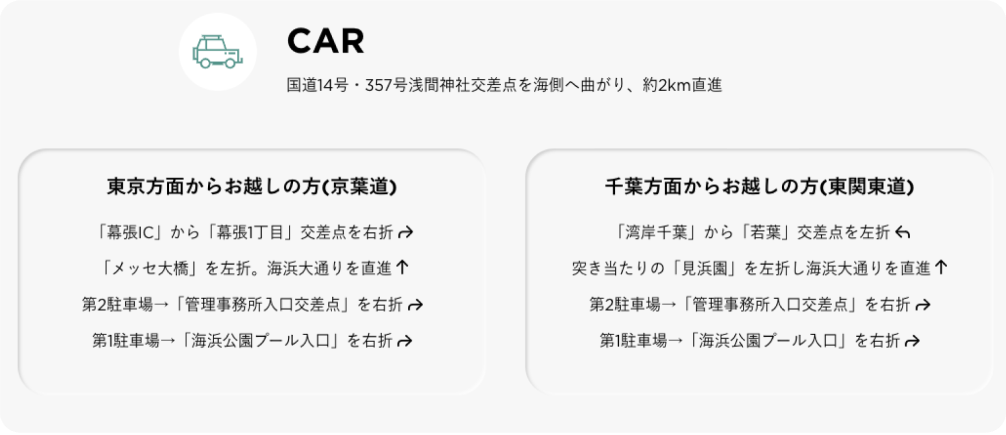 CAR
国道14号・357号浅間神社交差点を海側へ曲がり、約2km直進
東京方面からお越しの方(京葉道)
「幕張IC」から「幕張1丁目」交差点を右折
「メッセ大橋」を左折。海浜大通りを直進
第2駐車場→「管理事務所入口交差点」を右折
第1駐車場→「海浜公園プール入口」を右折
千葉方面からお越しの方(東関東道)
「湾岸千葉」から「若葉」交差点を左折
突き当たりの「見浜園」を左折し海浜大通りを直進
第2駐車場→「管理事務所入口交差点」を右折
第1駐車場→「海浜公園プール入口」を右折